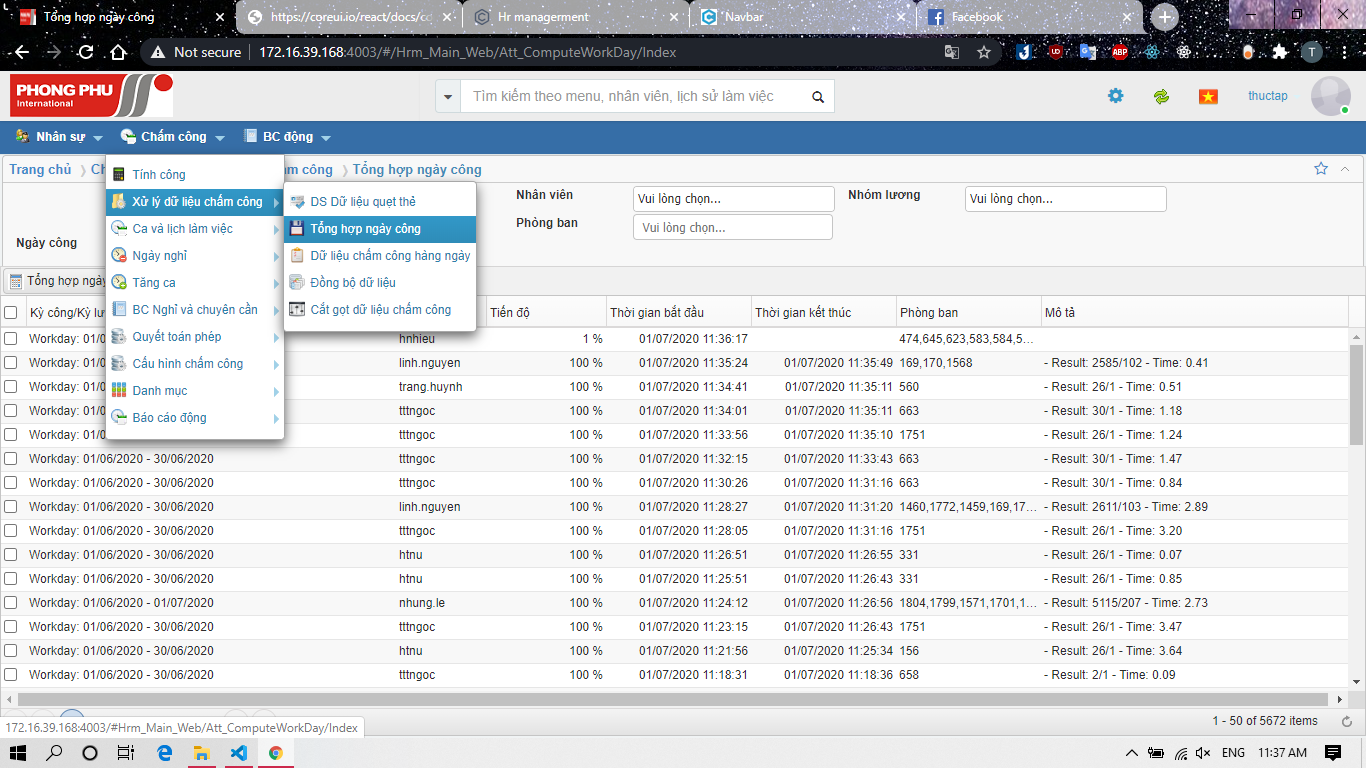 Tổng hợp ngày công
https://coreui.io/react/docs/co
Hr managerment
Navbar
Facebook
Not secure 172.16.39.168:4003/#/Hrm_Main_Web/Att_ComputeWorkDay/Index
PHONG PHU
International
Tìm kiếm theo menu, nhân viên, lịch sử làm việc
thuctap
Nhân sự Chấm công BC động
Trang chủ Ch ấm công Tổng hợp ngày công
Tính công
Xử lý dữ liệu chấm công
Ca và lịch làm việc
Ngày nghỉ
Tăng ca
BC Nghỉ và chuyên cần
Quyết toán phép
Cấu hình chấm công
Danh mục
Báo cáo động
DS Dữ liệu quẹt thẻ
Tổng hợp ngày công
Dữ liệu chấm công hàng ngày
Đồng bộ dữ liệu
Cắt gọt dữ liệu chấm công
Nhân viên Vui lòng chọn... Nhóm lương Vui lòng chọn...
Phòng ban Vui lòng chọn...
Ngày công
Tổng hợp ngày
Kỳ công/Kỳ lư Tiến độ Thời gian bắt đầu Thời gian kết thúc Phòng ban Mô tả
Workday: 01/0 hnhieu 1 % 01/07/2020 11:36:17 474,645,623,583,584,5...
Workday: 01/0 linh.nguyen 100 % 01/07/2020 11:35:24 01/07/2020 11:35:49 169,170,1568 - Result: 2585/102 - Time: 0.41
Workday: 01/0 trang.huynh 100 % 01/07/2020 11:34:41 01/07/2020 11:35:11 560 - Result: 26/1 - Time: 0.51
Workday: 01/0 tttngoc 100 % 01/07/2020 11:34:01 01/07/2020 11:35:11 663 - Result: 30/1 - Time: 1.18
Workday: 01/0 tttngoc 100 % 01/07/2020 11:33:56 01/07/2020 11:35:10 1751 - Result: 26/1 - Time: 1.24
Workday: 01/06/2020 - 30/06/2020 tttngoc 100 % 01/07/2020 11:32:15 01/07/2020 11:33:43 663 - Result: 30/1 - Time: 1.47
Workday: 01/06/2020 - 30/06/2020 tttngoc 100 % 01/07/2020 11:30:26 01/07/2020 11:31:16 663 - Result: 30/1 - Time: 0.84
Workday: 01/06/2020 - 30/06/2020 linh.nguyen 100 % 01/07/2020 11:28:27 01/07/2020 11:31:20 1460,1772,1459,169,17... - Result: 2611/103 - Time: 2.89
Workday: 01/06/2020 - 30/06/2020 tttngoc 100 % 01/07/2020 11:28:05 01/07/2020 11:31:16 1751 - Result: 26/1 - Time: 3.20
Workday: 01/06/2020 - 30/06/2020 htnu 100 % 01/07/2020 11:26:51 01/07/2020 11:26:55 331 - Result: 26/1 - Time: 0.07
Workday: 01/06/2020 - 30/06/2020 htnu 100 % 01/07/2020 11:25:51 01/07/2020 11:26:43 331 - Result: 26/1 - Time: 0.85
Workday: 01/06/2020 - 01/07/2020 nhung.le 100 % 01/07/2020 11:24:12 01/07/2020 11:26:56 1804,1799,1571,1701,1... - Result: 5115/207 - Time: 2.73
Workday: 01/06/2020 - 30/06/2020 tttngoc 100 % 01/07/2020 11:23:15 01/07/2020 11:26:43 1751 - Result: 26/1 - Time: 3.47
Workday: 01/06/2020 - 30/06/2020 htnu 100 % 01/07/2020 11:21:56 01/07/2020 11:25:34 156 - Result: 26/1 - Time: 3.64
Workday: 01/06/2020 - 30/06/2020 tttngoc 100 % 01/07/2020 11:18:31 01/07/2020 11:18:36 658 - Result: 2/1 - Time: 0.09
172.16.39.168:4003/#Hrm_Main_Web/Att_ComputeWorkDay/Index
1 - 50 of 5672 items
ENG 11:37 AM